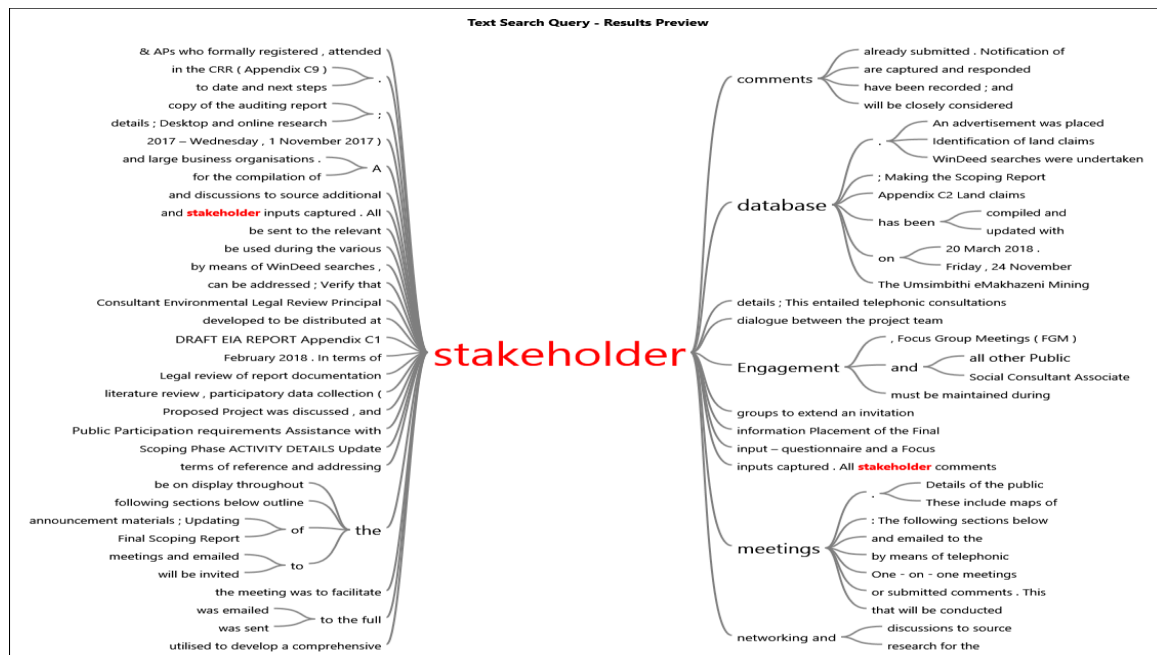 Text Search Query - Results Preview
& APs who formally registered , attended
in the CRR ( Appendix C9 )
to date and next steps
.
copy of the auditing report
details ; Desktop and online research
;
2017 – Wednesday , 1 November 2017 )
and large business organisations .
for the compilation of
A
and discussions to source additional
and stakeholder inputs captured . All
be sent to the relevant
be used during the various
by means of WinDeed searches ,
can be addressed ; Verify that
Consultant Environmental Legal Review Principal
developed to be distributed at
DRAFT EIA REPORT Appendix C1
February 2018 . In terms of
Legal review of report documentation
literature review , participatory data collection (
Proposed Project was discussed , and
Public Participation requirements Assistance with
Scoping Phase ACTIVITY DETAILS Update
terms of reference and addressing
be on display throughout
following sections below outline
announcement materials ; Updating
Final Scoping Report
of
meetings and emailed
will be invited
to
the
the meeting was to facilitate
was emailed
was sent
to the full
utilised to develop a comprehensive
stakeholder
comments
already submitted . Notification of
are captured and responded
have been recorded ; and
will be closely considered
database
.
An advertisement was placed
Identification of land claims
WinDeed searches were undertaken
; Making the Scoping Report
Appendix C2 Land claims
has been
compiled and
updated with
on
20 March 2018 .
Friday , 24 November
The Umsimbithi eMakhazeni Mining
details ; This entailed telephonic consultations
dialogue between the project team
Engagement
, Focus Group Meetings ( FGM )
and
all other Public
Social Consultant Associate
must be maintained during
groups to extend an invitation
information Placement of the Final
input – questionnaire and a Focus
inputs captured . All stakeholder comments
meetings
.
Details of the public
These include maps of
: The following sections below
and emailed to the
by means of telephonic
One - on - one meetings
or submitted comments . This
that will be conducted
networking and
discussions to source
research for the